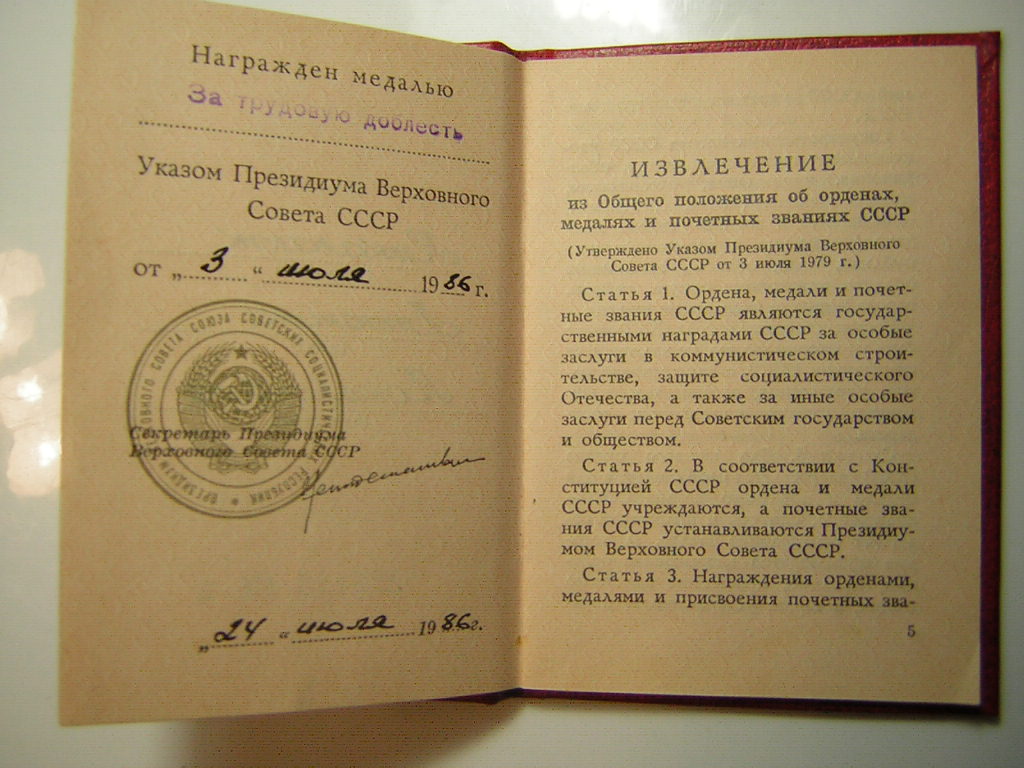 Награжден медалью
За трудовую доблесть
Указом Президиума Верховного
Совета СССР
от „ 3 “ июля 1986 г.
Секретарь Президиума
Верховного Совета СССР
„24 “ июля 1986г.
ИЗВЛЕЧЕНИЕ
из Общего положения об орденах,
медалях и почетных званиях СССР
(Утверждено Указом Президиума Верховного
Совета СССР от 3 июля 1979 г.)
Статья 1. Ордена, медали и почет-
ные звания СССР являются государ-
ственными наградами СССР за особые
заслуги в коммунистическом строи-
тельстве, защите социалистического
Отечества, а также за иные особые
заслуги перед Советским государством
и обществом.
Статья 2. В соответствии с Кон-
ституцией СССР ордена и медали
СССР учреждаются, а почетные зва-
ния СССР устанавливаются Президиу-
мом Верховного Совета СССР.
Статья 3. Награждения орденами,
медалями и присвоения почетных зва-
5